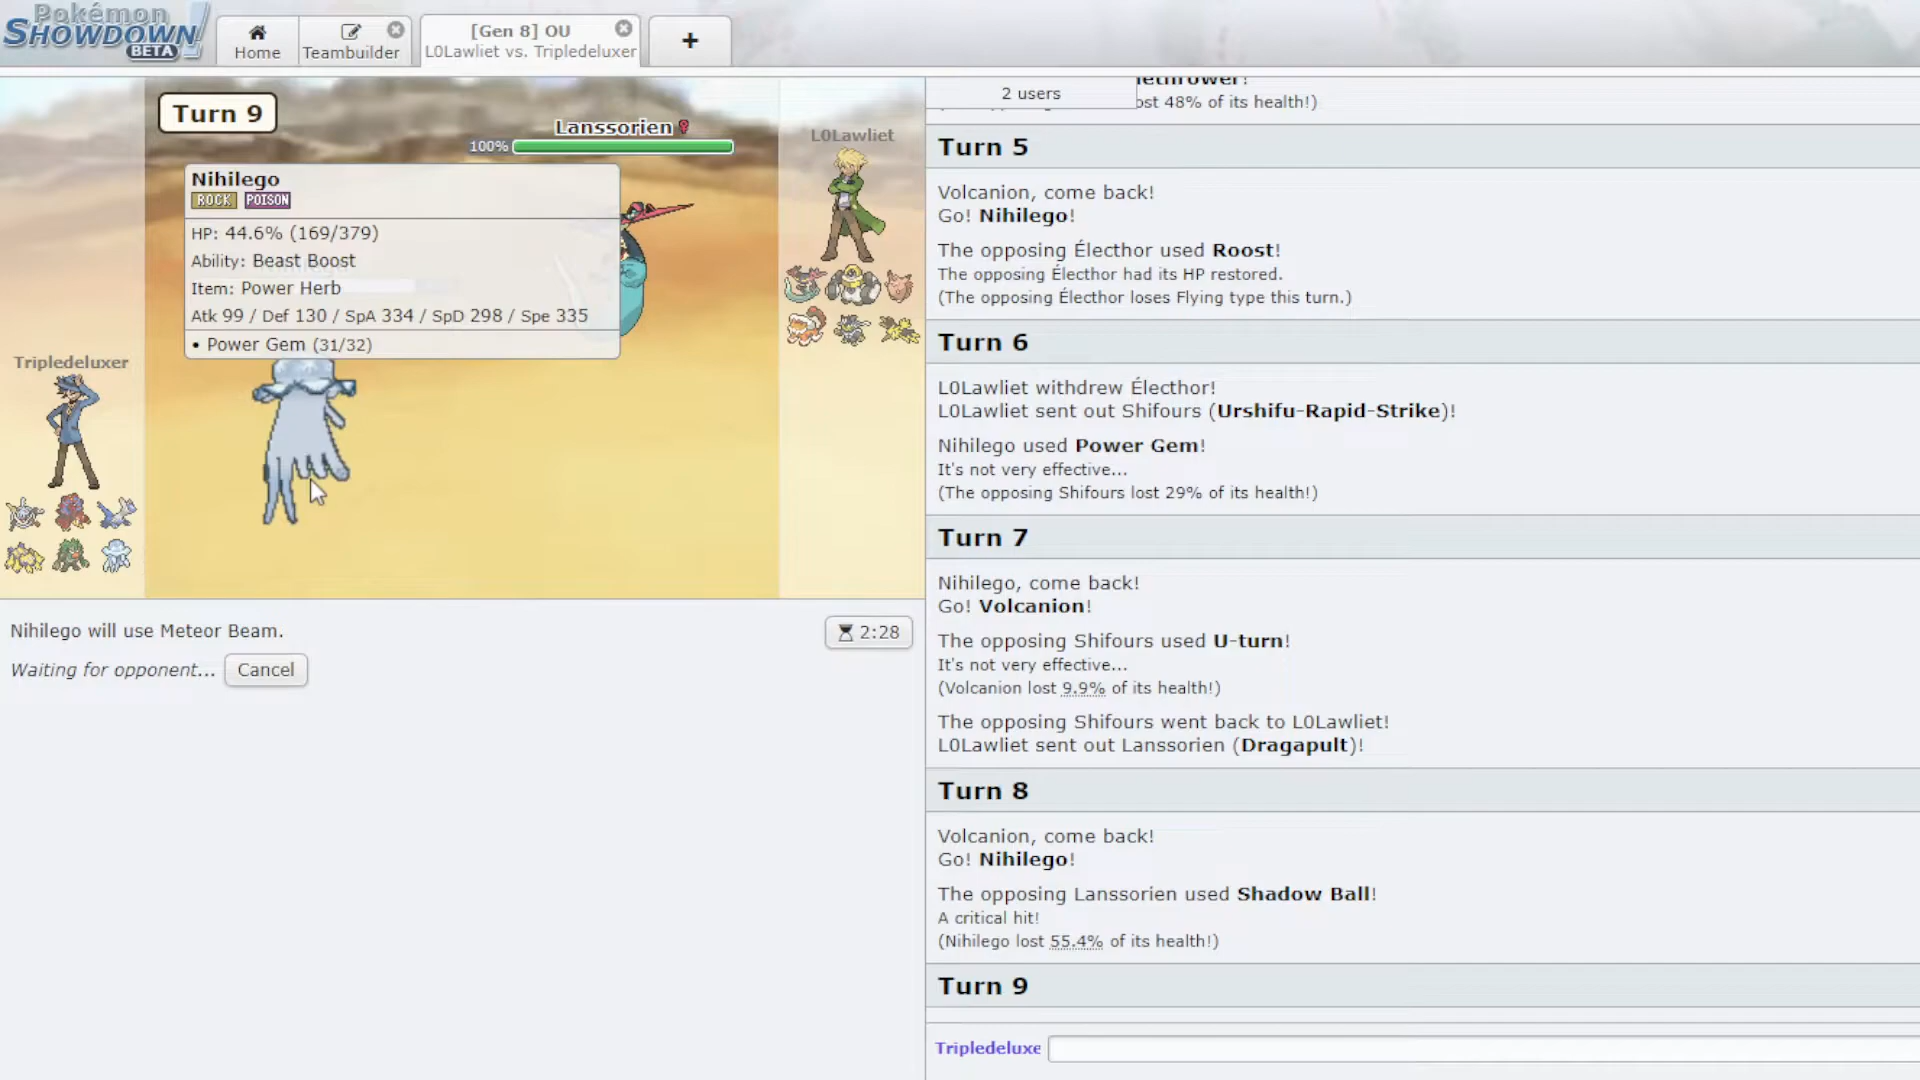 Pokémon
SHOWDOWN
BETA
Home
Teambuilder
[Gen 8] OU
L0Lawliet vs. Tripledeluxer
+
Turn 9
Lanssorien
100%
L0Lawliet
Nihilego
ROCK POISON
HP: 44.6% (169/379)
Ability: Beast Boost
Item: Power Herb
Atk 99 / Def 130 / SpA 334 / SpD 298 / Spe 335
• Power Gem (31/32)
Tripledeluxer
Nihilego will use Meteor Beam.
2:28
Waiting for opponent... Cancel
2 users
ost 48% of its health!)
Turn 5
Volcanion, come back!
Go! Nihilego!
The opposing Électhor used Roost!
The opposing Électhor had its HP restored.
(The opposing Électhor loses Flying type this turn.)
Turn 6
L0Lawliet withdrew Électhor!
L0Lawliet sent out Shifours (Urshifu-Rapid-Strike)!
Nihilego used Power Gem!
It's not very effective...
(The opposing Shifours lost 29% of its health!)
Turn 7
Nihilego, come back!
Go! Volcanion!
The opposing Shifours used U-turn!
It's not very effective...
(Volcanion lost 9.9% of its health!)
The opposing Shifours went back to L0Lawliet!
L0Lawliet sent out Lanssorien (Dragapult)!
Turn 8
Volcanion, come back!
Go! Nihilego!
The opposing Lanssorien used Shadow Ball!
A critical hit!
(Nihilego lost 55.4% of its health!)
Turn 9
Tripledeluxe